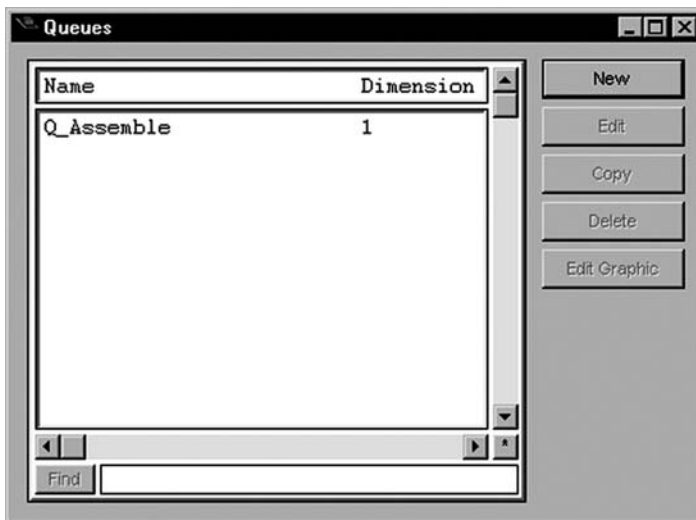 Queues
Name Dimension
Q_Assemble 1
New
Edit
Copy
Delete
Edit Graphic
Find